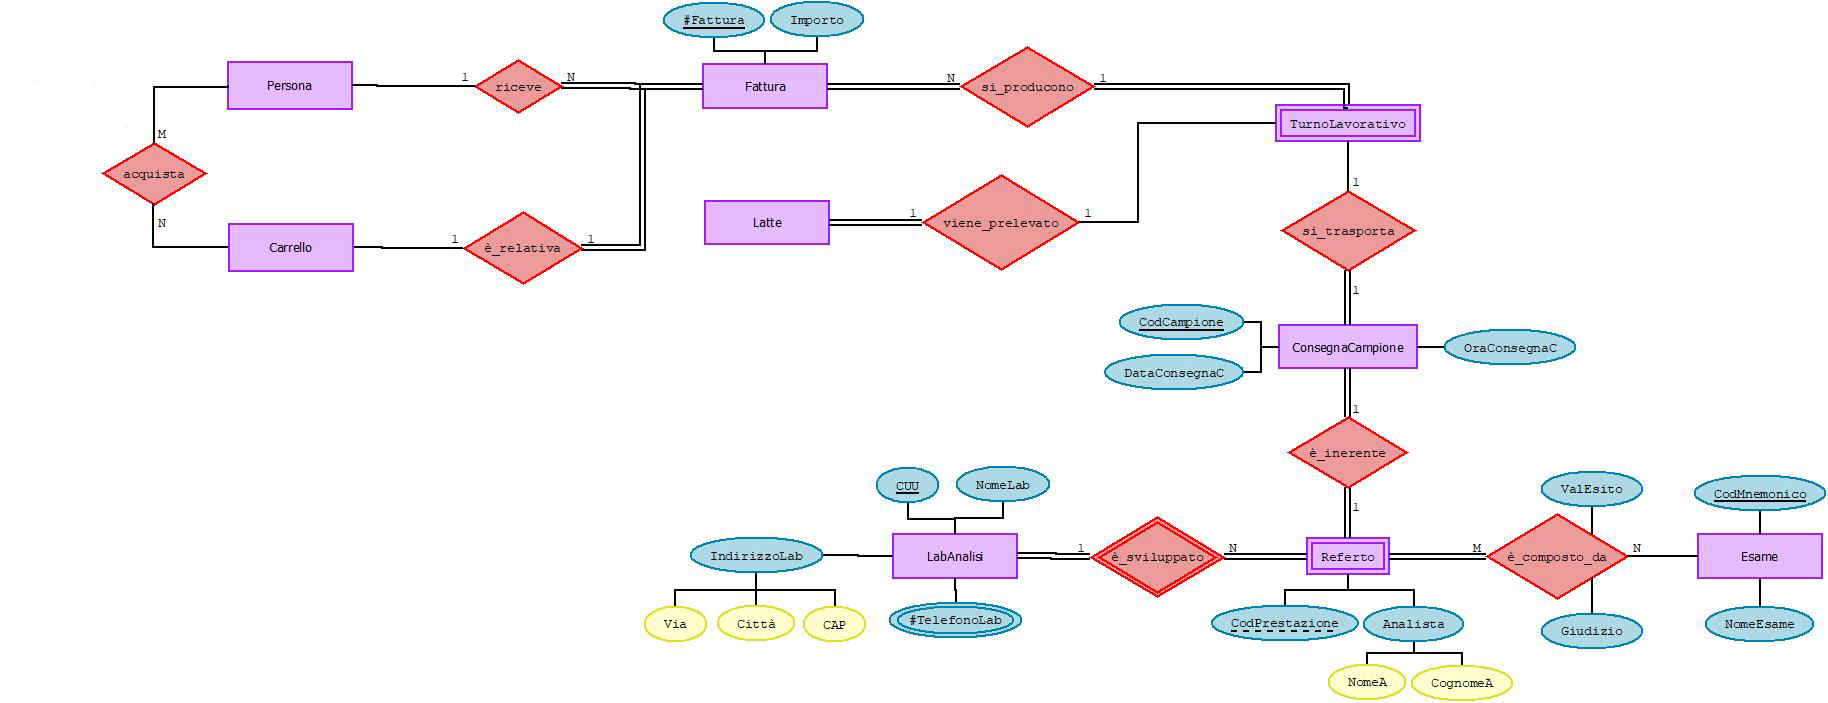 #Fattura Importo
Persona 1 riceve N Fattura N si_producono 1
TurnoLavorativo
M
acquista
N
Carrello 1 è_relativa 1
Latte 1 viene_prelevato 1
1
si_trasporta
1
CodCampione
ConsegnaCampione OraConsegnaC
DataConsegnaC
1
è_inerente
1
CUU NomeLab
IndirizzoLab LabAnalisi 1 è_sviluppato N Referto M è_composto_da N Esame
ValEsito CodMnemonico
Via Città CAP #TelefonoLab
CodPrestazione Analista Giudizio NomeEsame
NomeA CognomeA